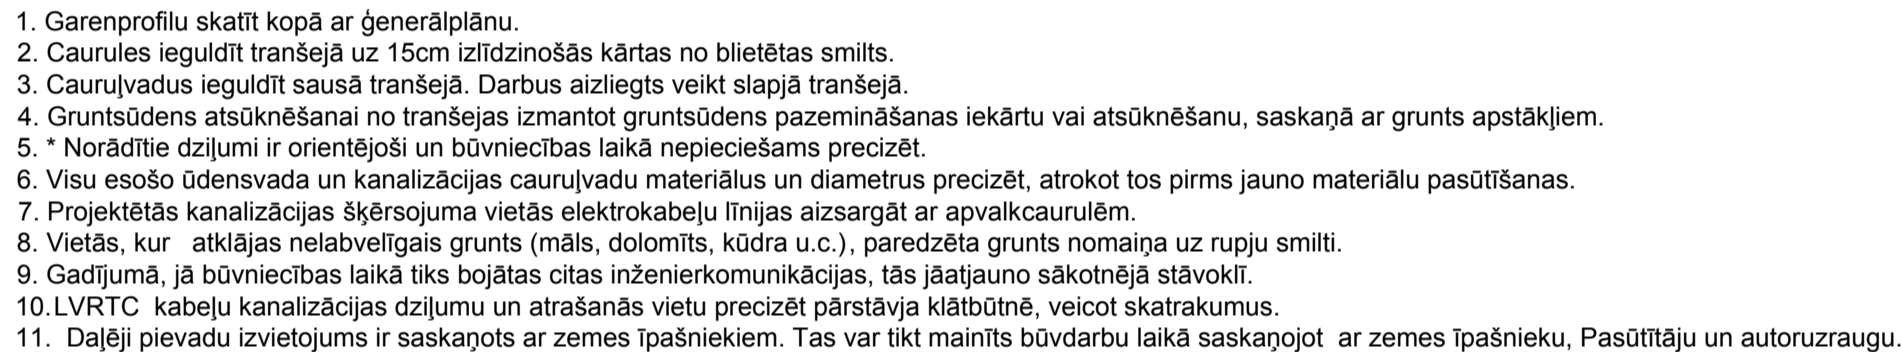 1. Garenprofilu skatīt kopā ar ģenerālplānu.
2. Caurules ieguldīt tranšejā uz 15cm izlīdzinošās kārtas no blietētas smilts.
3. Cauruļvadus ieguldīt sausā tranšejā. Darbus aizliegts veikt slapjā tranšejā.
4. Gruntsūdens atsūknēšanai no tranšejas izmantot gruntsūdens pazemināšanas iekārtu vai atsūknēšanu, saskaņā ar grunts apstākļiem.
5. * Norādītie dziļumi ir orientējoši un būvniecības laikā nepieciešams precizēt.
6. Visu esošo ūdensvada un kanalizācijas cauruļvadu materiālus un diametrus precizēt, atrokot tos pirms jauno materiālu pasūtīšanas.
7. Projektētās kanalizācijas šķērsojuma vietās elektrokabeļu līnijas aizsargāt ar apvalkcaurulēm.
8. Vietās, kur atklājas nelabvelīgais grunts (māls, dolomīts, kūdra u.c.), paredzēta grunts nomaiņa uz rupju smilti.
9. Gadījumā, jā būvniecības laikā tiks bojātas citas inženierkomunikācijas, tās jāatjauno sākotnējā stāvoklī.
10.LVRTC kabeļu kanalizācijas dziļumu un atrašanās vietu precizēt pārstāvja klātbūtnē, veicot skatrakumus.
11. Daļēji pievadu izvietojums ir saskaņots ar zemes īpašniekiem. Tas var tikt mainīts būvdarbu laikā saskaņojot ar zemes īpašnieku, Pasūtītāju un autoruzraugu.